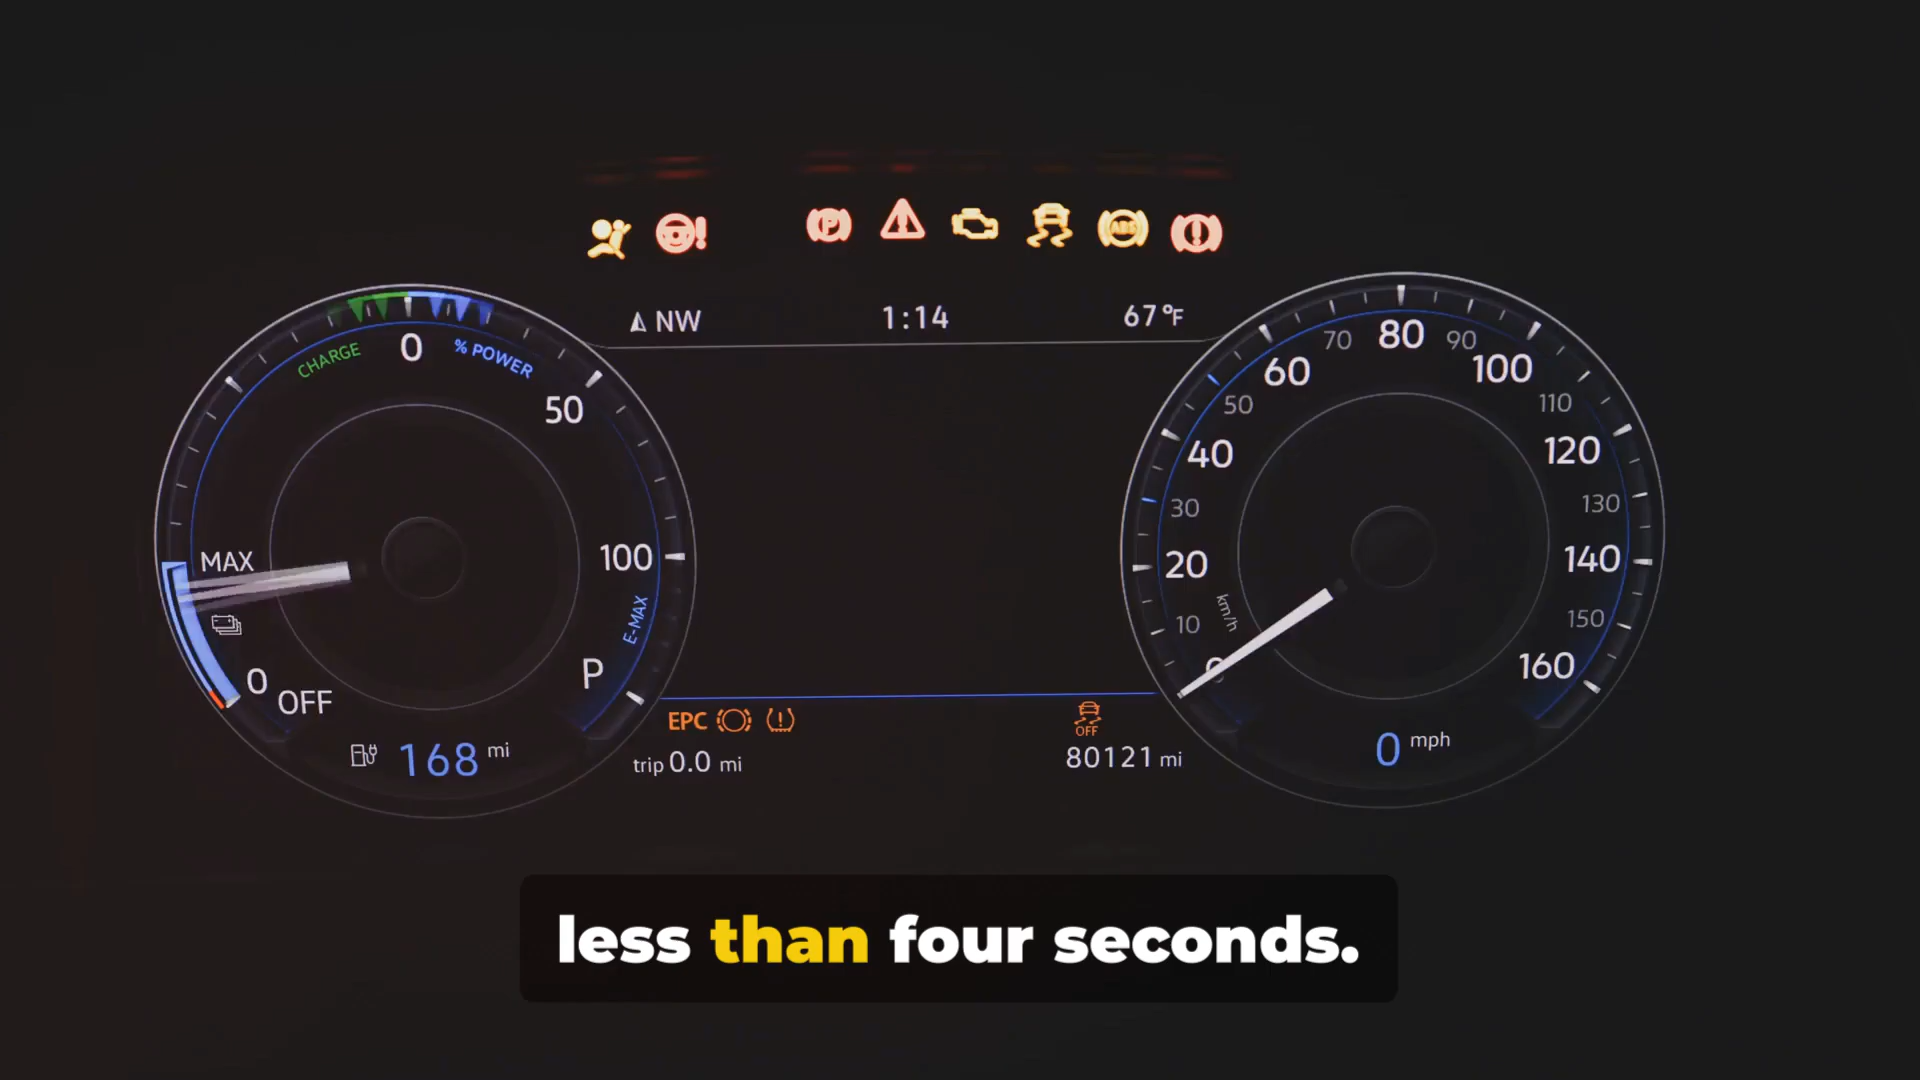 P
ABS
NW
1:14
67°F
CHARGE
0
% POWER
50
100
E-MAX
P
MAX
0
OFF
168 mi
EPC
trip 0.0 mi
OFF
80121 mi
0
10
20
30
40
50
60
70
80
90
100
110
120
130
140
150
160
km/h
0 mph
less than four seconds.